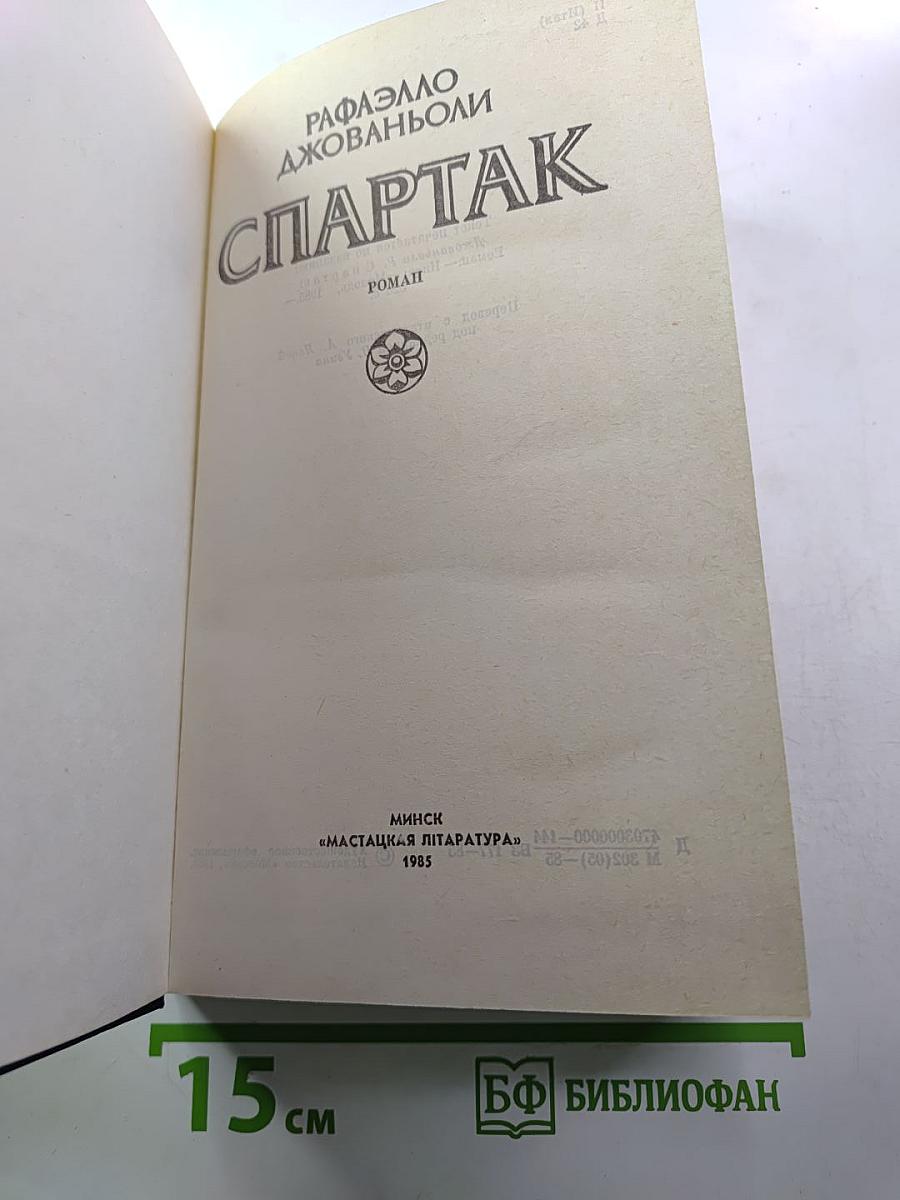 РАФАЭЛЛО
ДЖОВАНЬОЛИ
СПАРТАК
РОМАН
МИНСК
«МАСТАЦКАЯ ЛІТАРАТУРА»
1985
15 см
БФ БИБЛИОФАН